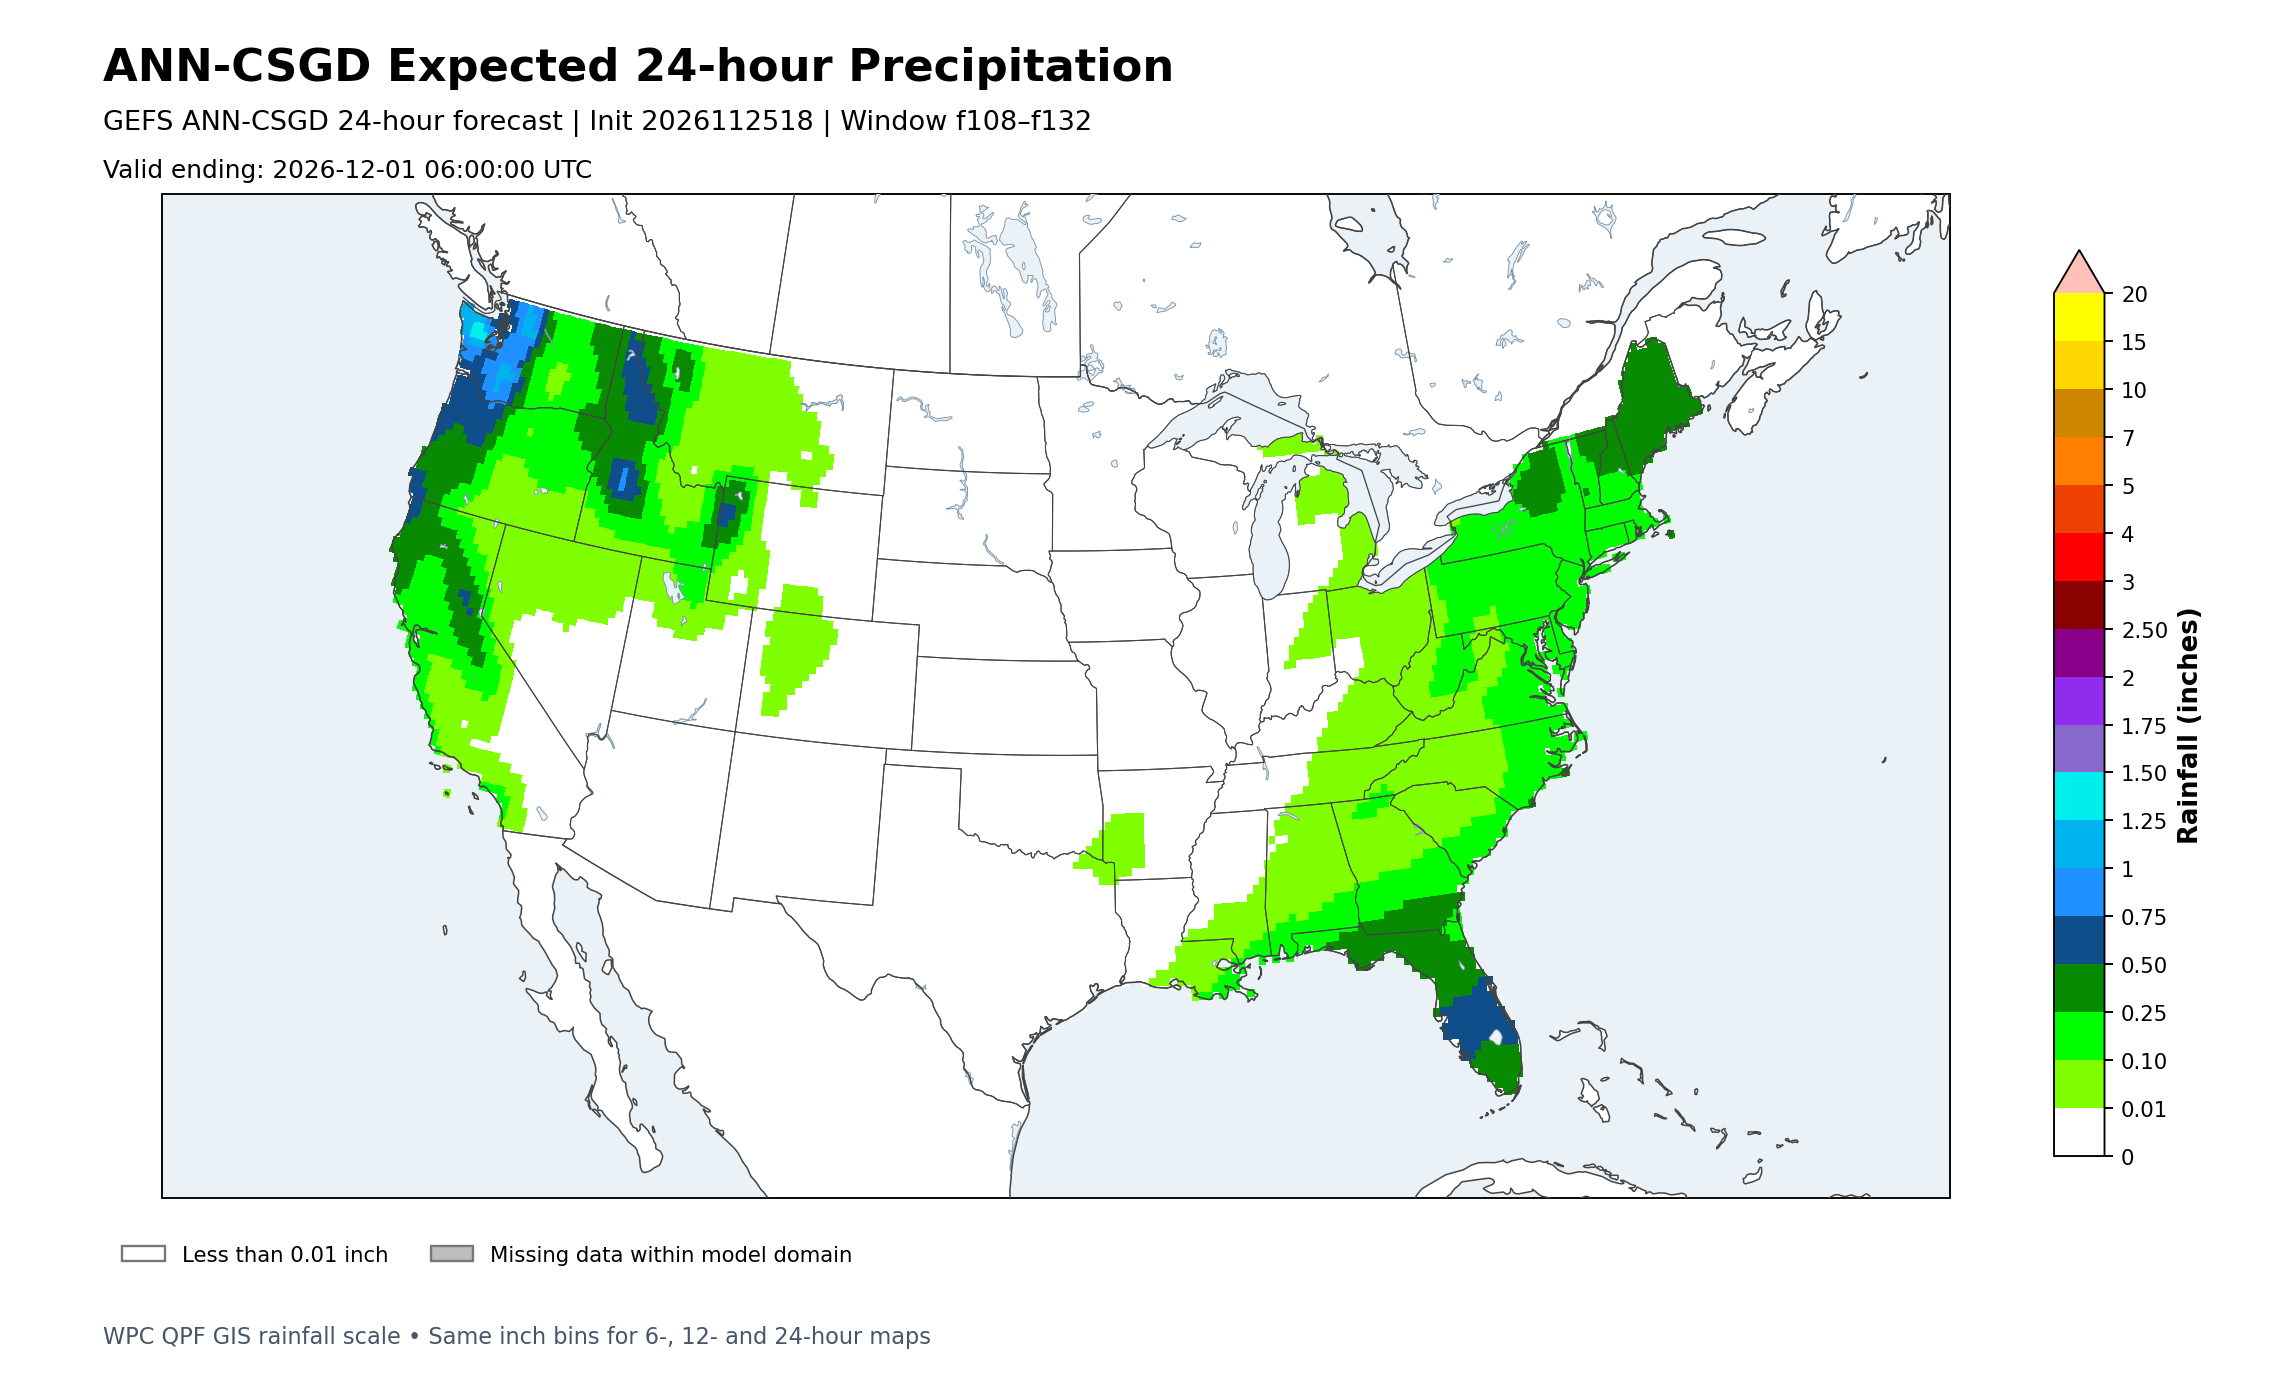 ANN-CSGD Expected 24-hour Precipitation
GEFS ANN-CSGD 24-hour forecast | Init 2026112518 | Window f108–f132
Valid ending: 2026-12-01 06:00:00 UTC
20
15
10
7
5
4
3
2.50
2
1.75
1.50
1.25
1
0.75
0.50
0.25
0.10
0.01
0
Rainfall (inches)
Less than 0.01 inch
Missing data within model domain
WPC QPF GIS rainfall scale • Same inch bins for 6-, 12- and 24-hour maps